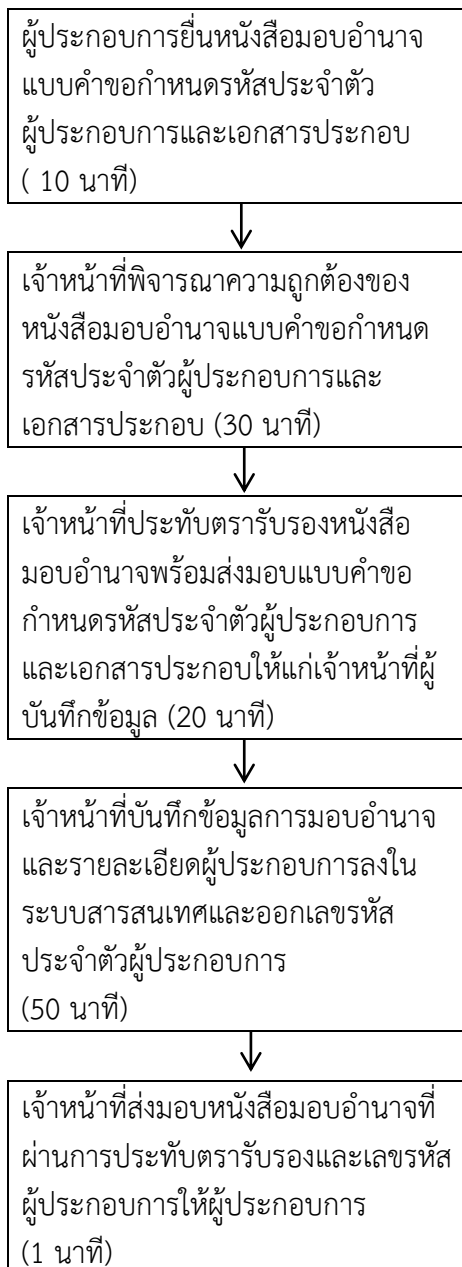 ผู้ประกอบการยื่นหนังสือมอบอำนาจ
แบบคำขอกำหนดรหัสประจำตัว
ผู้ประกอบการและเอกสารประกอบ
( 10 นาที)
เจ้าหน้าที่พิจารณาความถูกต้องของ
หนังสือมอบอำนาจแบบคำขอกำหนด
รหัสประจำตัวผู้ประกอบการและ
เอกสารประกอบ (30 นาที)
เจ้าหน้าที่ประทับตรารับรองหนังสือ
มอบอำนาจพร้อมส่งมอบแบบคำขอ
กำหนดรหัสประจำตัวผู้ประกอบการ
และเอกสารประกอบให้แก่เจ้าหน้าที่ผู้
บันทึกข้อมูล (20 นาที)
เจ้าหน้าที่บันทึกข้อมูลการมอบอำนาจ
และรายละเอียดผู้ประกอบการลงใน
ระบบสารสนเทศและออกเลขรหัส
ประจำตัวผู้ประกอบการ
(50 นาที)
เจ้าหน้าที่ส่งมอบหนังสือมอบอำนาจที่
ผ่านการประทับตรารับรองและเลขรหัส
ผู้ประกอบการให้ผู้ประกอบการ
(1 นาที)